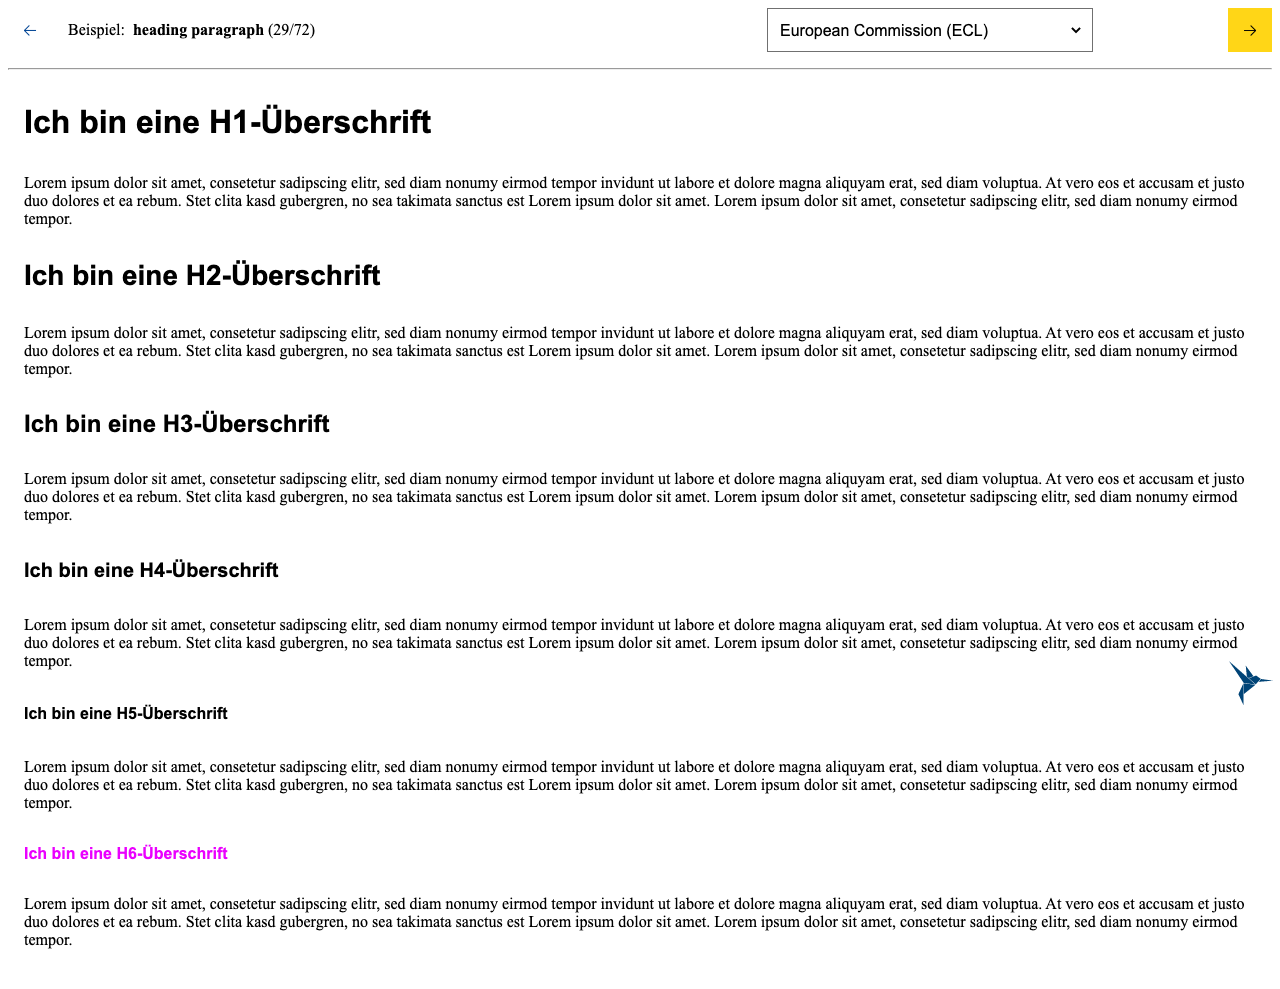 Beispiel: heading paragraph (29/72)
European Commission (ECL)
Ich bin eine H1-Überschrift
Lorem ipsum dolor sit amet, consetetur sadipscing elitr, sed diam nonumy eirmod tempor invidunt ut labore et dolore magna aliquyam erat, sed diam voluptua. At vero eos et accusam et justo
duo dolores et ea rebum. Stet clita kasd gubergren, no sea takimata sanctus est Lorem ipsum dolor sit amet. Lorem ipsum dolor sit amet, consetetur sadipscing elitr, sed diam nonumy eirmod
tempor.
Ich bin eine H2-Überschrift
Lorem ipsum dolor sit amet, consetetur sadipscing elitr, sed diam nonumy eirmod tempor invidunt ut labore et dolore magna aliquyam erat, sed diam voluptua. At vero eos et accusam et justo
duo dolores et ea rebum. Stet clita kasd gubergren, no sea takimata sanctus est Lorem ipsum dolor sit amet. Lorem ipsum dolor sit amet, consetetur sadipscing elitr, sed diam nonumy eirmod
tempor.
Ich bin eine H3-Überschrift
Lorem ipsum dolor sit amet, consetetur sadipscing elitr, sed diam nonumy eirmod tempor invidunt ut labore et dolore magna aliquyam erat, sed diam voluptua. At vero eos et accusam et justo
duo dolores et ea rebum. Stet clita kasd gubergren, no sea takimata sanctus est Lorem ipsum dolor sit amet. Lorem ipsum dolor sit amet, consetetur sadipscing elitr, sed diam nonumy eirmod
tempor.
Ich bin eine H4-Überschrift
Lorem ipsum dolor sit amet, consetetur sadipscing elitr, sed diam nonumy eirmod tempor invidunt ut labore et dolore magna aliquyam erat, sed diam voluptua. At vero eos et accusam et justo
duo dolores et ea rebum. Stet clita kasd gubergren, no sea takimata sanctus est Lorem ipsum dolor sit amet. Lorem ipsum dolor sit amet, consetetur sadipscing elitr, sed diam nonumy eirmod
tempor.
Ich bin eine H5-Überschrift
Lorem ipsum dolor sit amet, consetetur sadipscing elitr, sed diam nonumy eirmod tempor invidunt ut labore et dolore magna aliquyam erat, sed diam voluptua. At vero eos et accusam et justo
duo dolores et ea rebum. Stet clita kasd gubergren, no sea takimata sanctus est Lorem ipsum dolor sit amet. Lorem ipsum dolor sit amet, consetetur sadipscing elitr, sed diam nonumy eirmod
tempor.
Ich bin eine H6-Überschrift
Lorem ipsum dolor sit amet, consetetur sadipscing elitr, sed diam nonumy eirmod tempor invidunt ut labore et dolore magna aliquyam erat, sed diam voluptua. At vero eos et accusam et justo
duo dolores et ea rebum. Stet clita kasd gubergren, no sea takimata sanctus est Lorem ipsum dolor sit amet. Lorem ipsum dolor sit amet, consetetur sadipscing elitr, sed diam nonumy eirmod
tempor.